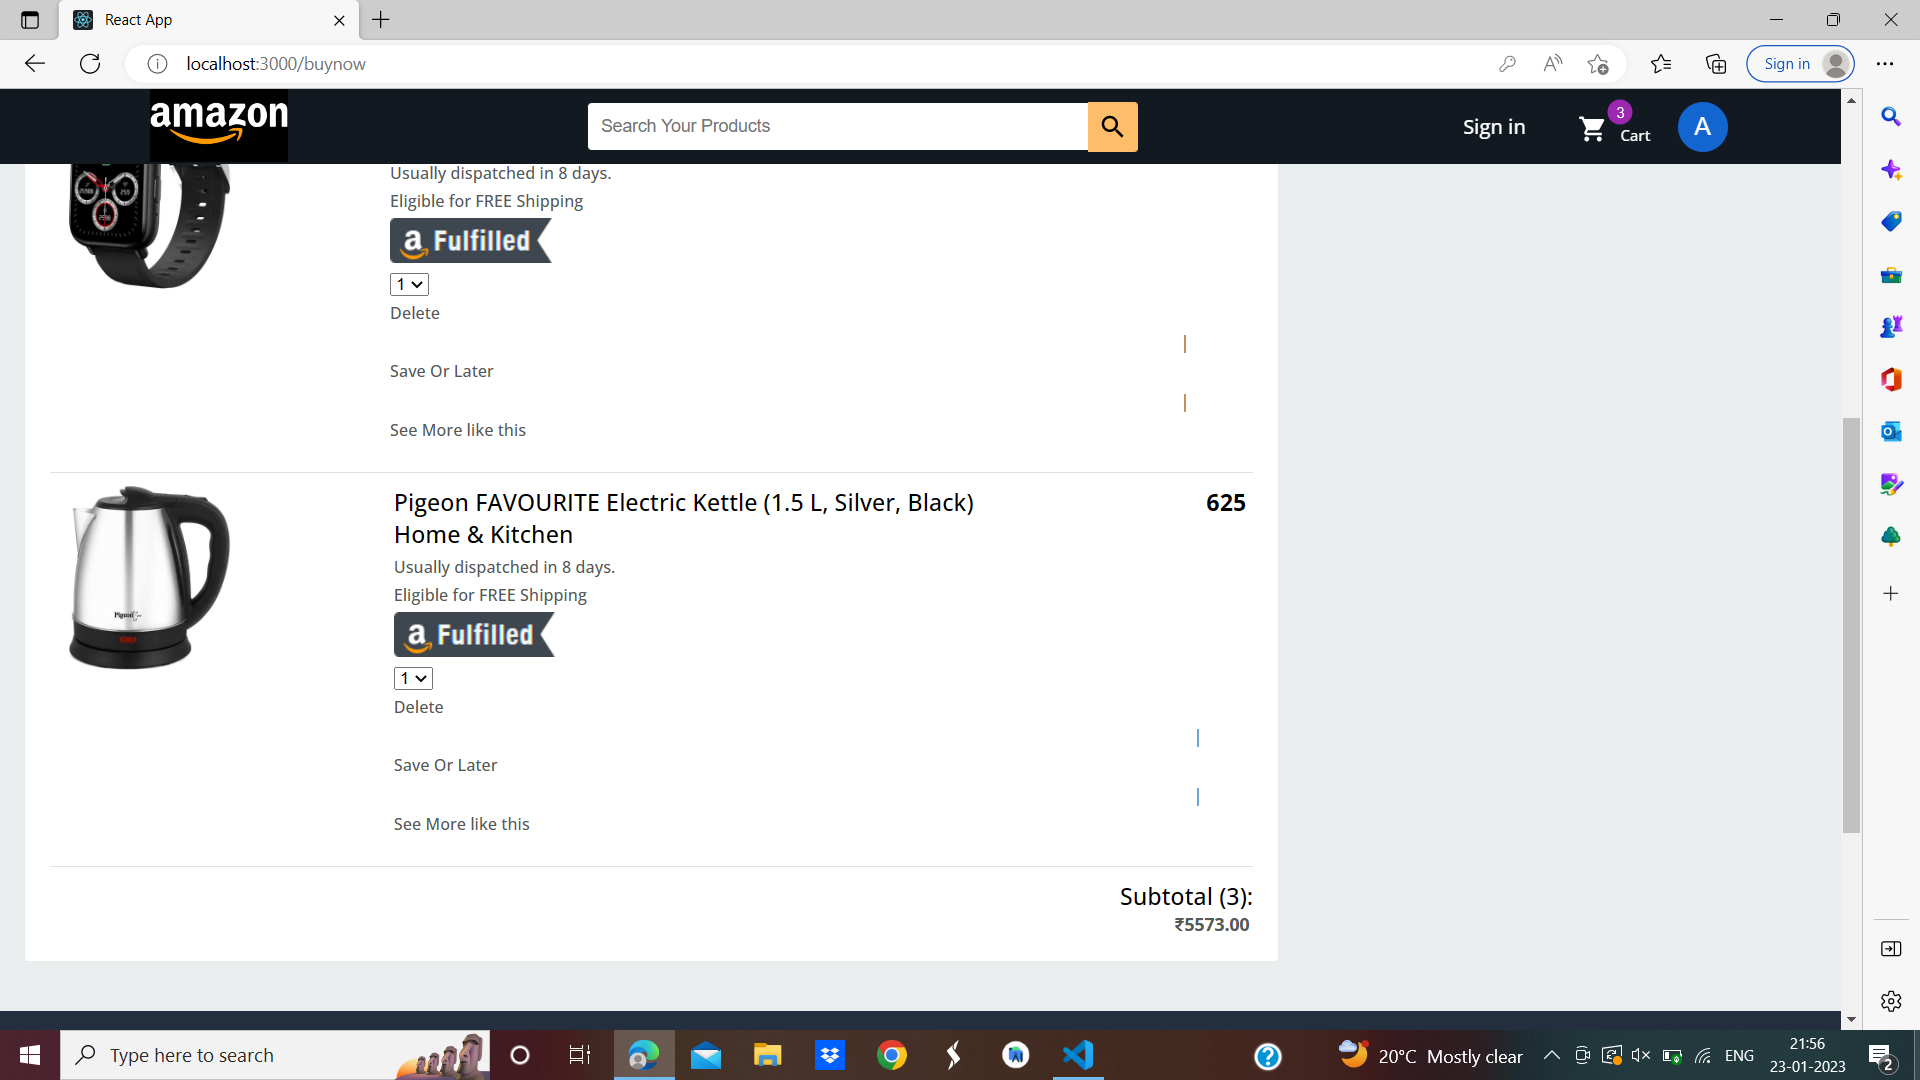 React App
localhost:3000/buynow
Sign in
amazon
Search Your Products
Sign in
3
Cart
A
Usually dispatched in 8 days.
Eligible for FREE Shipping
a Fulfilled
1
Delete
Save Or Later
See More like this
Pigeon FAVOURITE Electric Kettle (1.5 L, Silver, Black)
625
Home & Kitchen
Usually dispatched in 8 days.
Eligible for FREE Shipping
a Fulfilled
1
Delete
Save Or Later
See More like this
Pigeon
Subtotal (3):
₹5573.00
Type here to search
20°C Mostly clear
ENG
21:56
23-01-2023
2